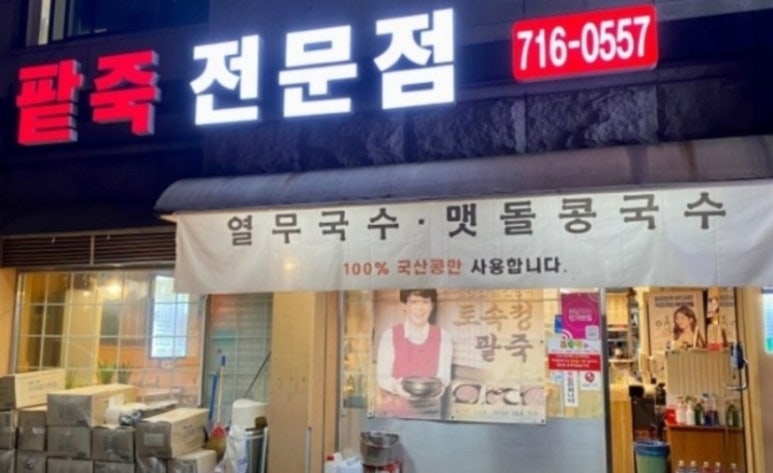 팥죽 전문점 716-0557
열무국수·맷돌콩국수
100% 국산콩만 사용합니다.
토속정
팥죽